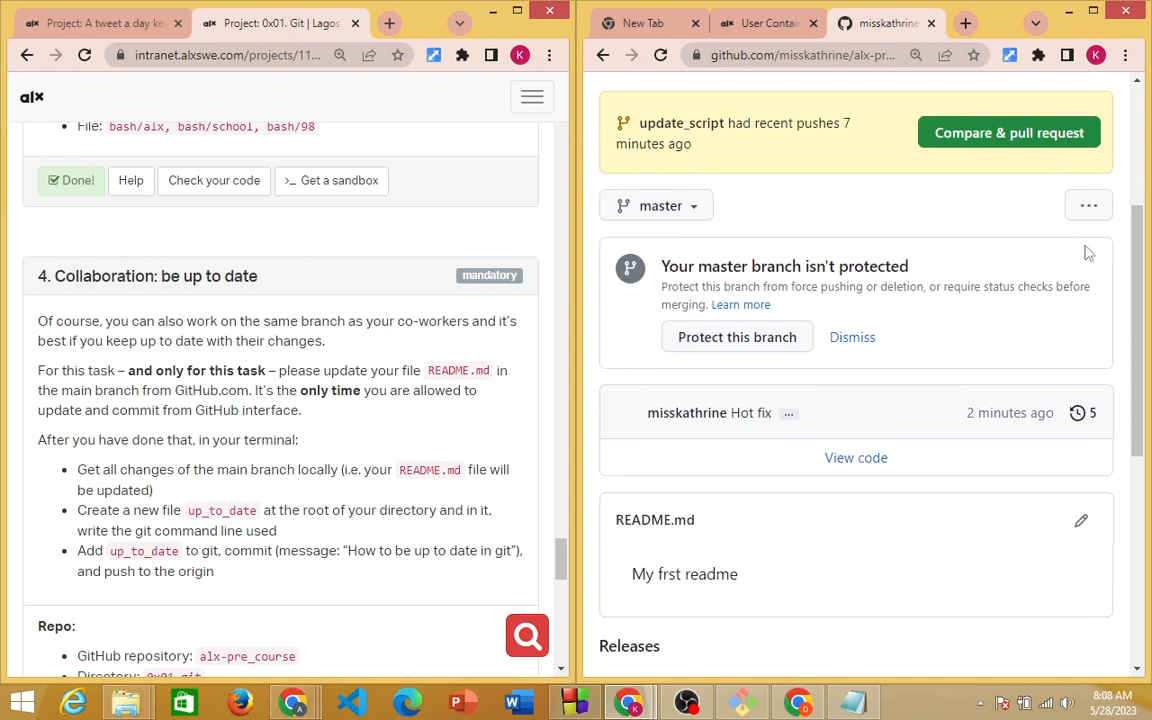 Project: A tweet a day ke
Project: 0x01. Git | Lagos
intranet.alxswe.com/projects/11...
K
alx
File: bash/alx, bash/school, bash/98
Done!
Help
Check your code
>_ Get a sandbox
4. Collaboration: be up to date
mandatory
Of course, you can also work on the same branch as your co-workers and it's
best if you keep up to date with their changes.
For this task – and only for this task – please update your file README.md in
the main branch from GitHub.com. It's the only time you are allowed to
update and commit from GitHub interface.
After you have done that, in your terminal:
Get all changes of the main branch locally (i.e. your README.md file will
be updated)
Create a new file up_to_date at the root of your directory and in it,
write the git command line used
Add up_to_date to git, commit (message: “How to be up to date in git”),
and push to the origin
Repo:
GitHub repository: alx-pre_course
Directory: 0x01-git
New Tab
alx User Contai
misskathrine
github.com/misskathrine/alx-pr...
K
update_script had recent pushes 7
minutes ago
Compare & pull request
master
Your master branch isn't protected
Protect this branch from force pushing or deletion, or require status checks before
merging. Learn more
Protect this branch
Dismiss
misskathrine Hot fix ...
2 minutes ago
5
View code
README.md
My frst readme
Releases
8:08 AM
5/28/2023